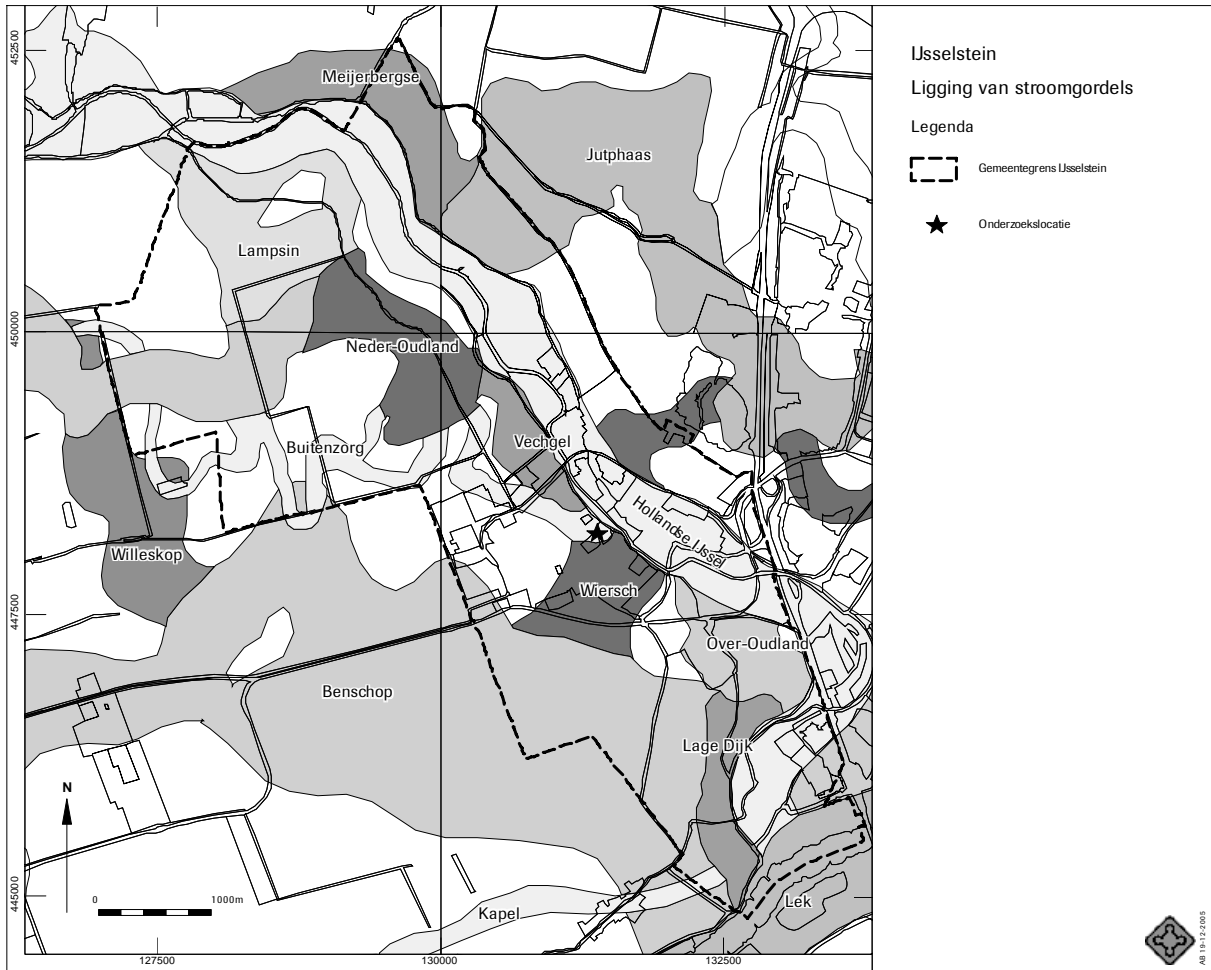 452500
450000
447500
445000
127500
130000
132500
Meijerbergse
Jutphaas
Lampsin
Neder-Oudland
Buitenzorg
Vechgel
Hollandse IJssel
Willeskop
Wiersch
Over-Oudland
Benschop
Lage Dijk
Kapel
Lek
N
0 1000m
IJsselstein
Ligging van stroomgordels
Legenda
Gemeentegrens IJsselstein
Onderzoekslocatie
AB 19-12-2005